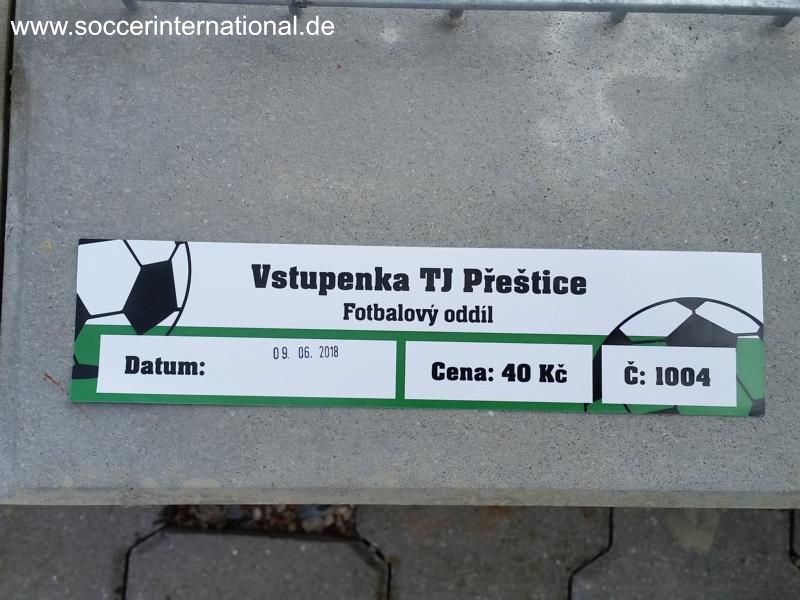 www.soccerinternational.de
Vstupenka TJ Přeštice
Fotbalový oddíl
Datum: 09. 06. 2018
Cena: 40 Kč
Č: 1004